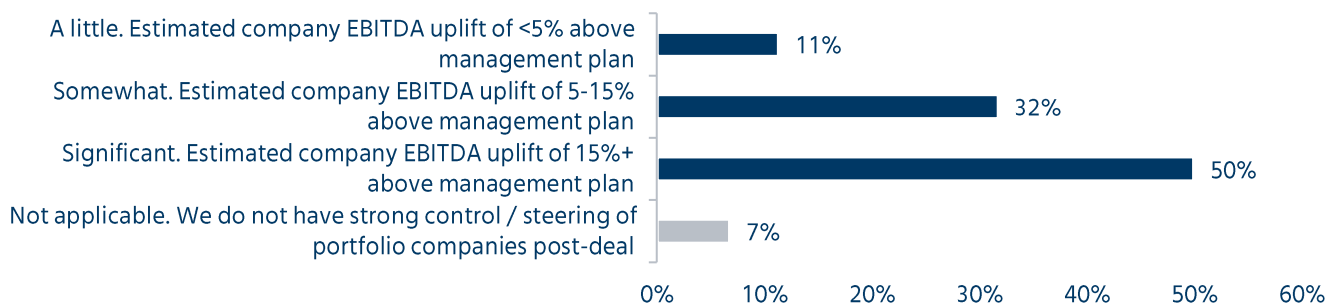 A little. Estimated company EBITDA uplift of <5% above
management plan
11%
Somewhat. Estimated company EBITDA uplift of 5-15%
above management plan
32%
Significant. Estimated company EBITDA uplift of 15%+
above management plan
50%
Not applicable. We do not have strong control / steering of
portfolio companies post-deal
7%
0% 10% 20% 30% 40% 50% 60%